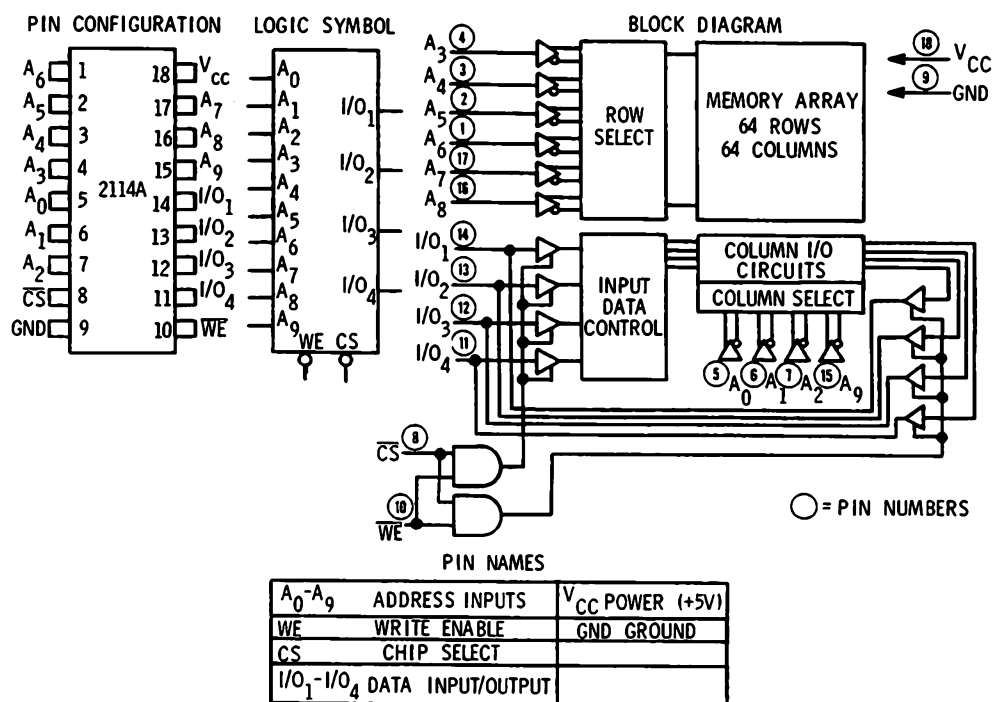 PIN CONFIGURATION
LOGIC SYMBOL
BLOCK DIAGRAM
A6 1
A5 2
A4 3
A3 4
A0 5
A1 6
A2 7
CS 8
GND 9
2114A
18 VCC
17 A7
16 A8
15 A9
14 I/O1
13 I/O2
12 I/O3
11 I/O4
10 WE
A0
A1
A2
A3
A4
A5
A6
A7
A8
A9
I/O1
I/O2
I/O3
I/O4
WE CS
A3 4
A4 3
A5 2
A6 1
A7 17
A8 16
ROW
SELECT
MEMORY ARRAY
64 ROWS
64 COLUMNS
18 VCC
9 GND
I/O1 14
I/O2 13
I/O3 12
I/O4 11
INPUT
DATA
CONTROL
COLUMN I/O
CIRCUITS
COLUMN SELECT
5 A0 6 A1 7 A2 15 A9
CS 8
WE 10
= PIN NUMBERS
PIN NAMES
A0-A9 ADDRESS INPUTS VCC POWER (+5V)
WE WRITE ENABLE GND GROUND
CS CHIP SELECT
I/O1-I/O4 DATA INPUT/OUTPUT